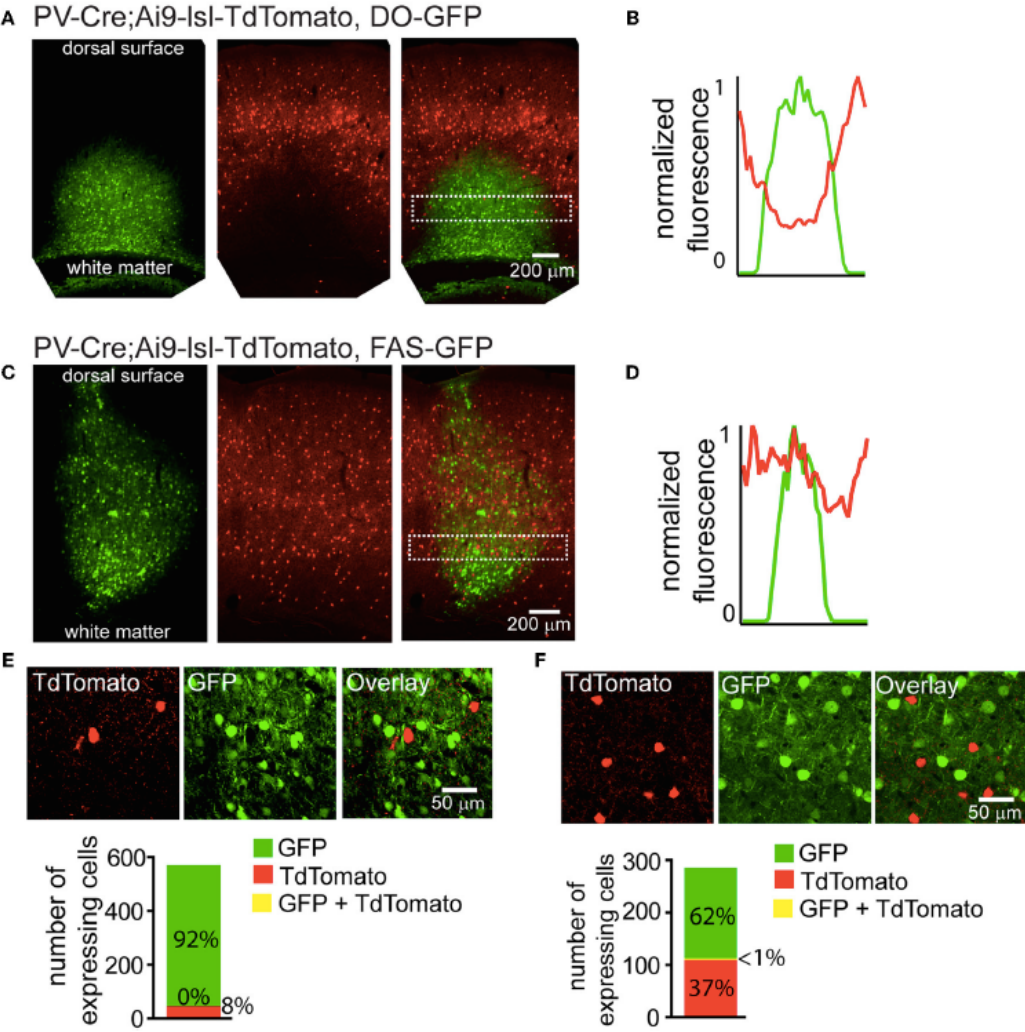 A PV-Cre;Ai9-lsl-TdTomato, DO-GFP
dorsal surface
white matter
200 μm
B
normalized
fluorescence
1
0
PV-Cre;Ai9-lsl-TdTomato, FAS-GFP
C
dorsal surface
white matter
200 μm
D
normalized
fluorescence
1
0
E
TdTomato GFP Overlay
50 μm
number of
expressing cells
600
400
200
0
92%
0%
8%
GFP
TdTomato
GFP + TdTomato
F
TdTomato GFP Overlay
50 μm
number of
expressing cells
300
200
100
0
62%
<1%
37%
GFP
TdTomato
GFP + TdTomato